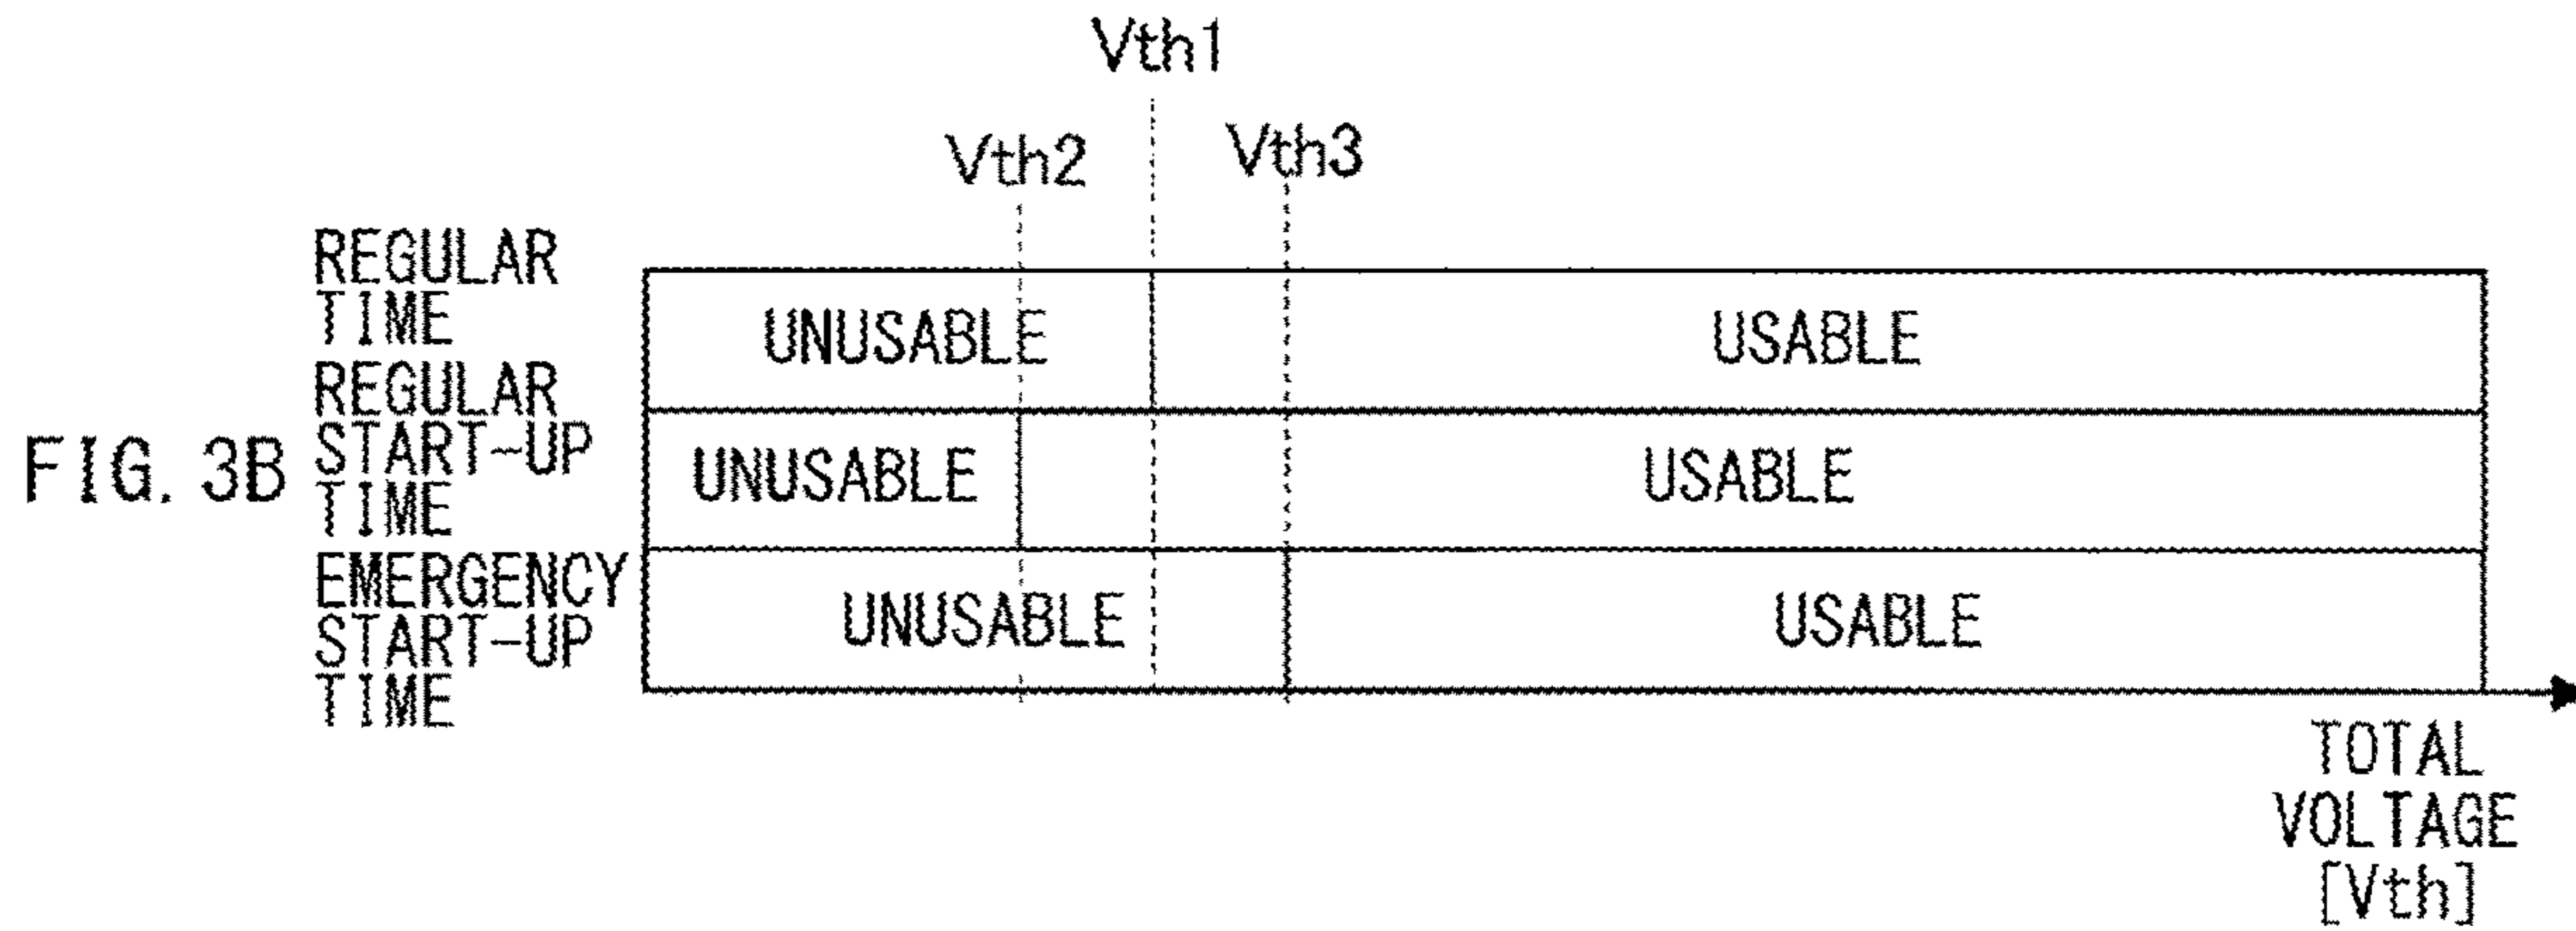 Vth1
Vth2 Vth3
REGULAR
TIME
UNUSABLE USABLE
FIG. 3B
REGULAR
START-UP
TIME
UNUSABLE USABLE
EMERGENCY
START-UP
TIME
UNUSABLE USABLE
TOTAL
VOLTAGE
[Vth]